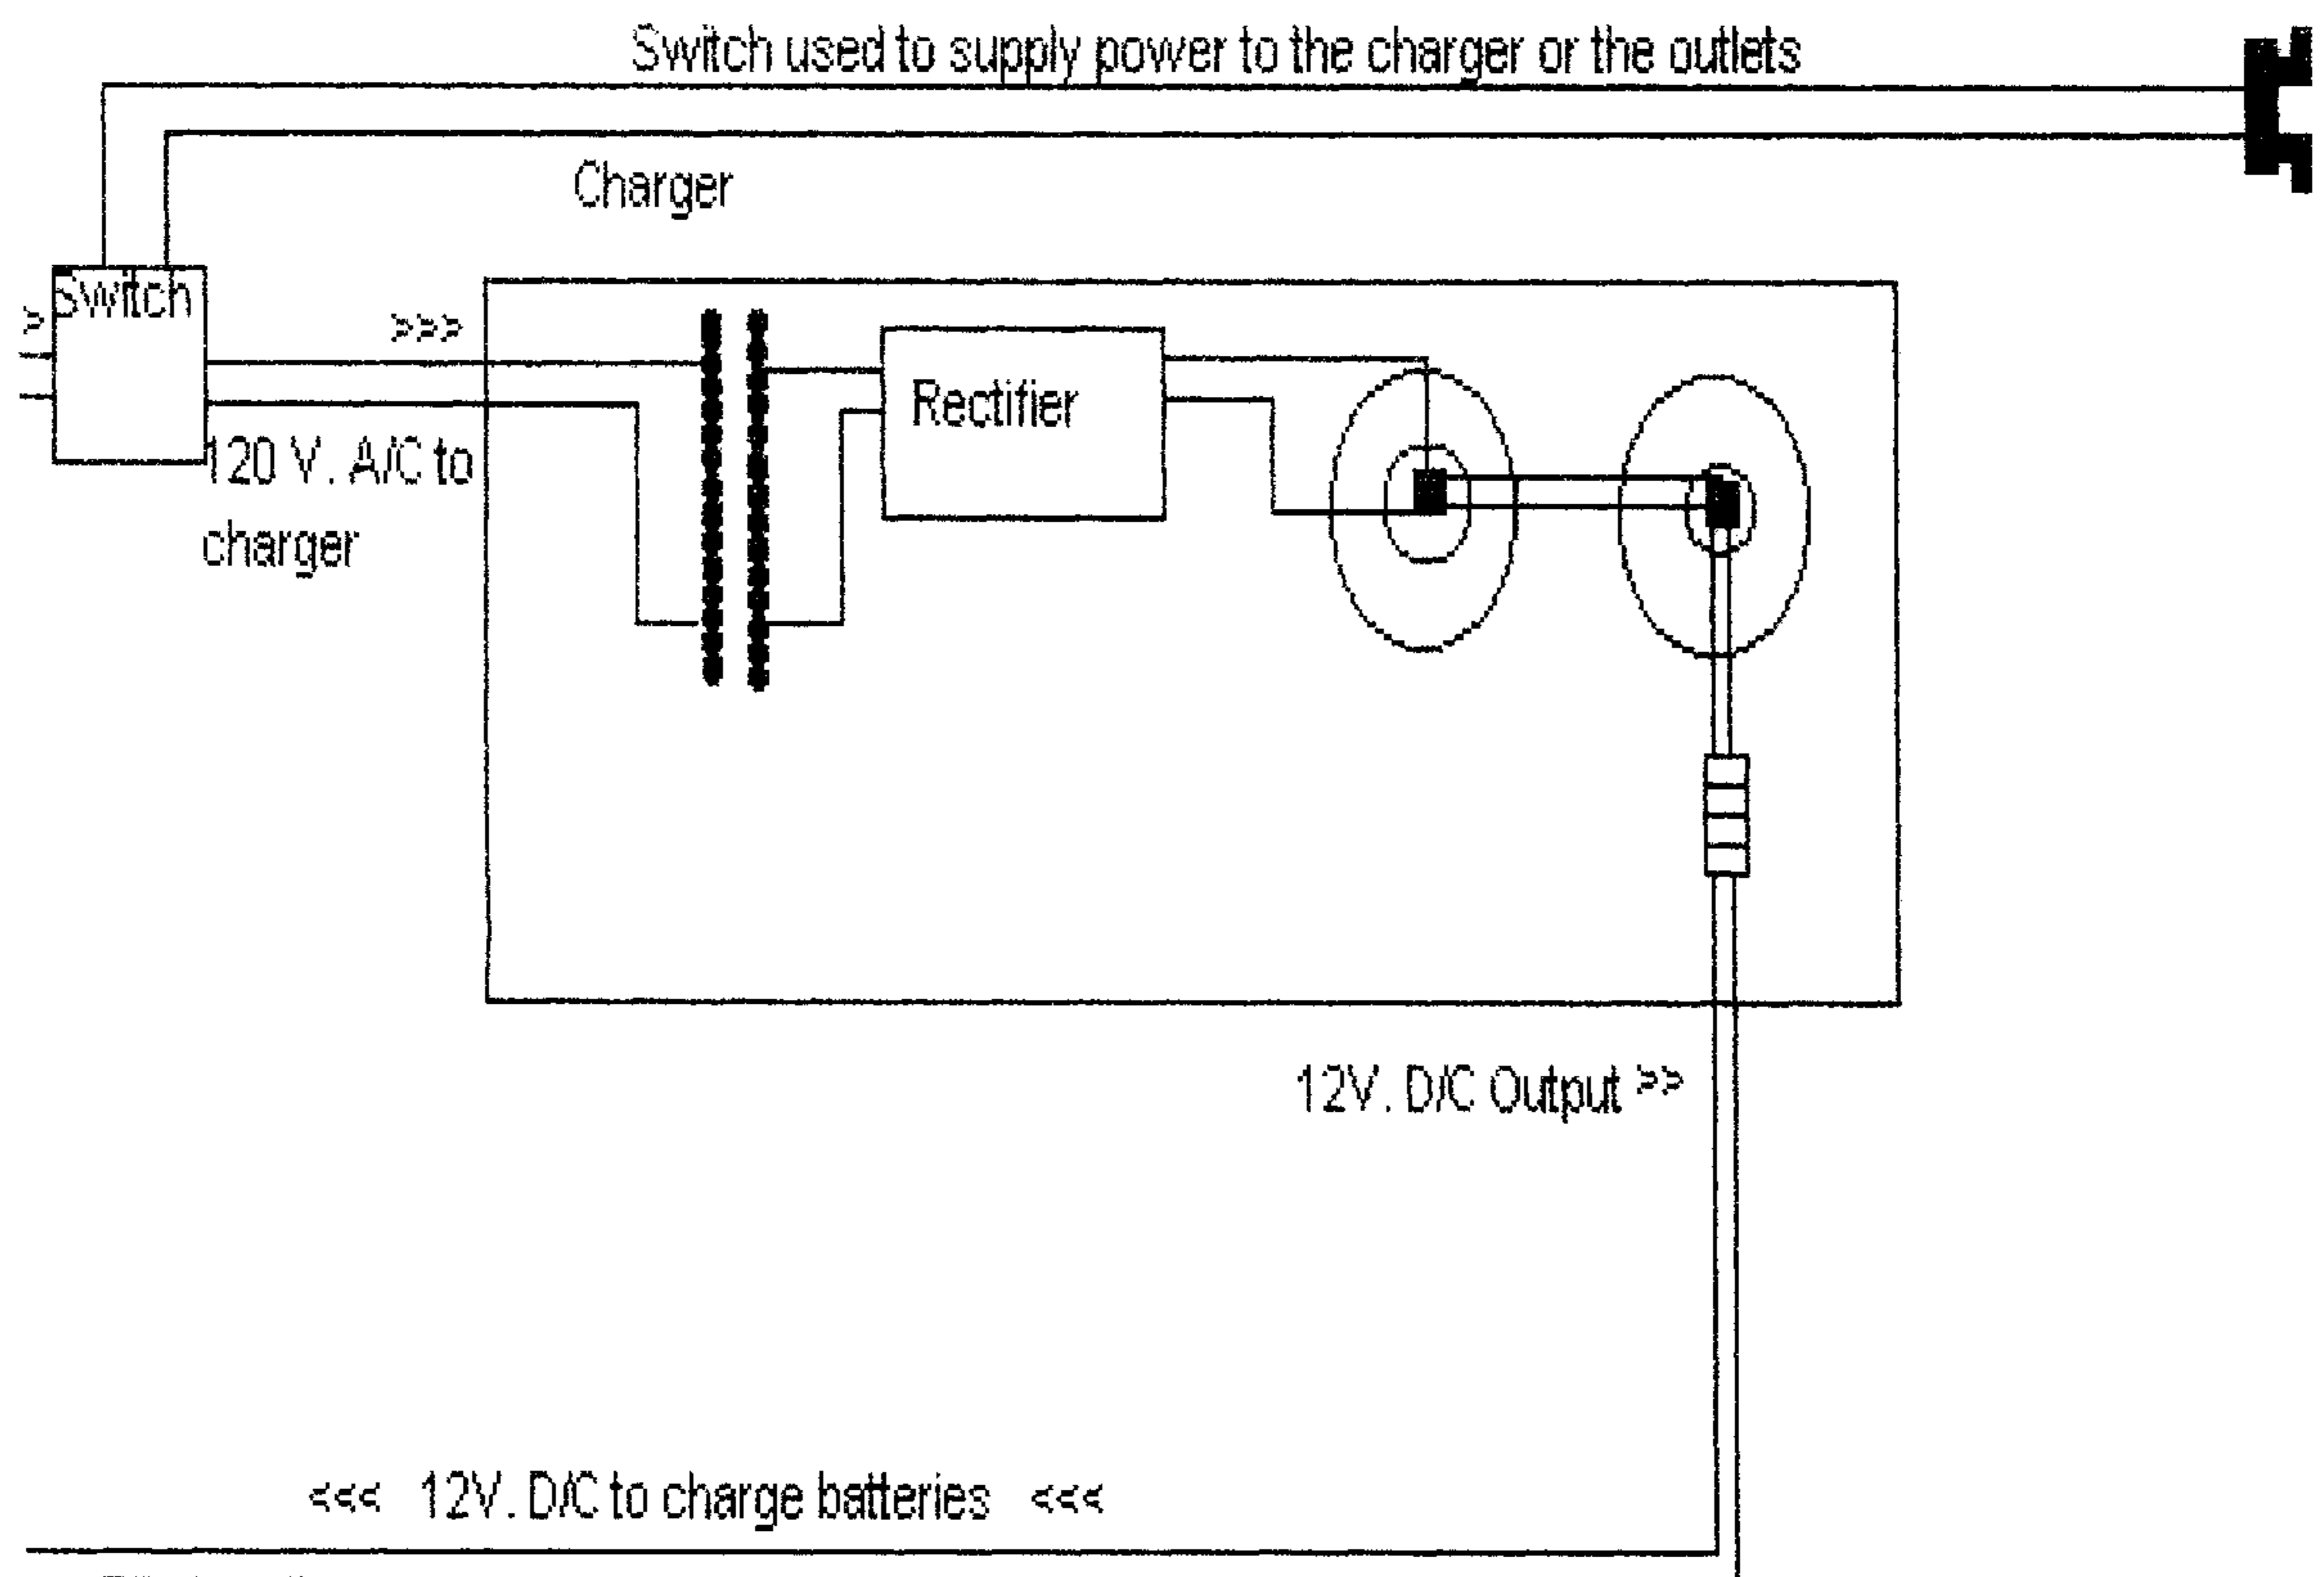 Switch used to supply power to the charger or the outlets
Charger
Switch
>
>>>
Rectifier
120 V. A/C to
charger
12V. D/C Output >>
<<< 12V. D/C to charge batteries <<<